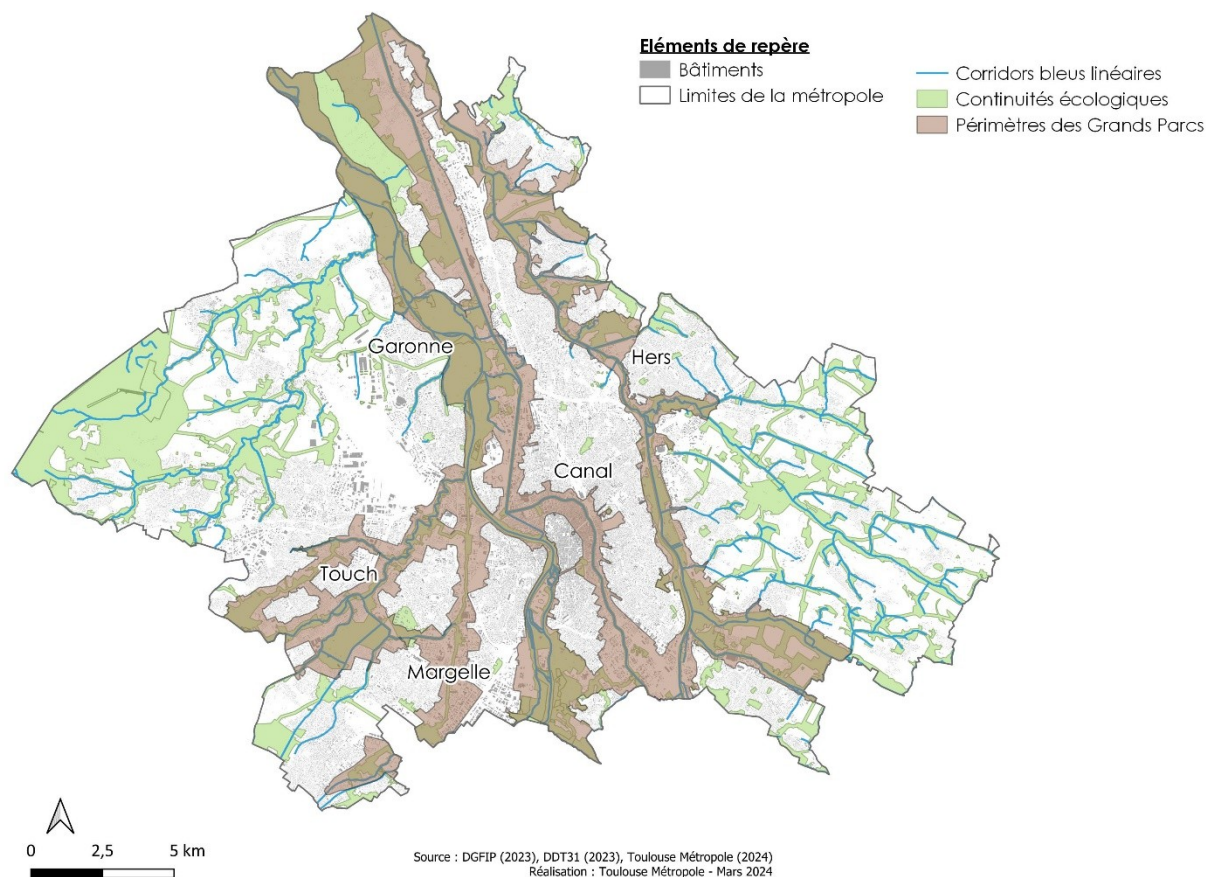 Eléments de repère
Bâtiments
Limites de la métropole
Corridors bleus linéaires
Continuités écologiques
Périmètres des Grands Parcs
Garonne
Hers
Canal
Touch
Margelle
0 2,5 5 km
Source : DGFIP (2023), DDT31 (2023), Toulouse Métropole (2024)
Réalisation : Toulouse Métropole - Mars 2024